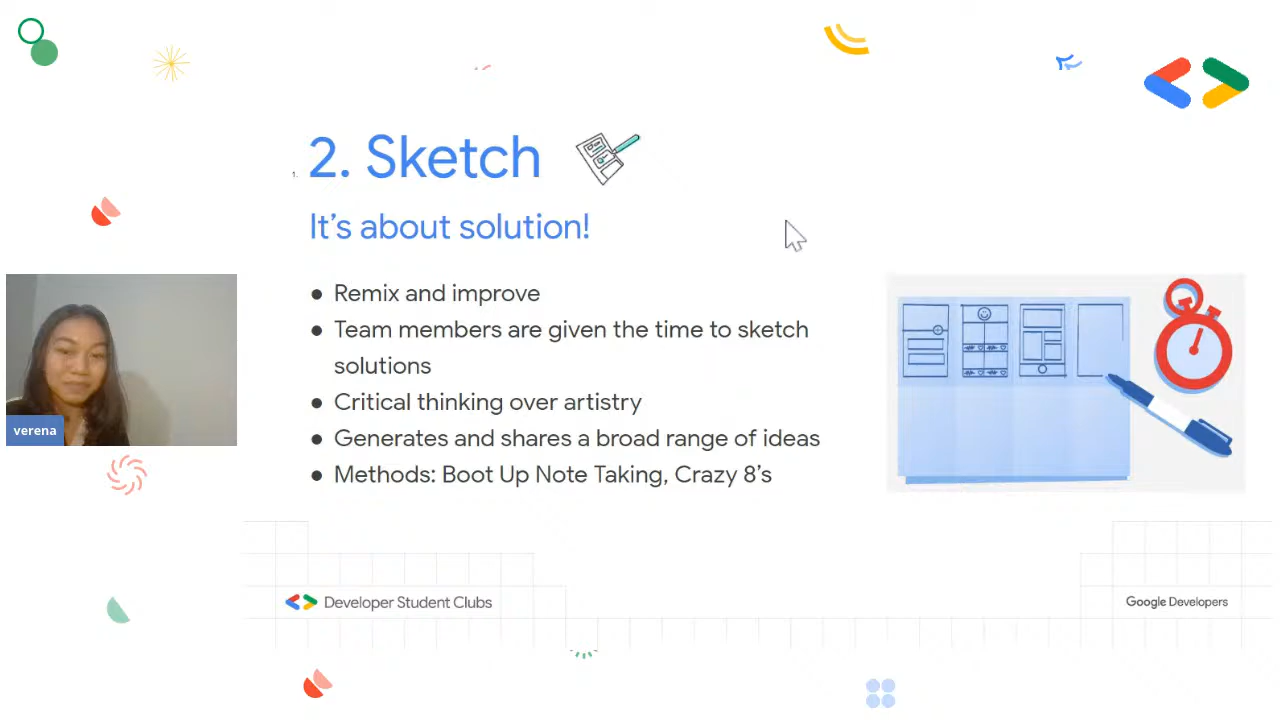 2. Sketch
It's about solution!
● Remix and improve
● Team members are given the time to sketch
solutions
● Critical thinking over artistry
● Generates and shares a broad range of ideas
● Methods: Boot Up Note Taking, Crazy 8's
verena
Developer Student Clubs
Google Developers